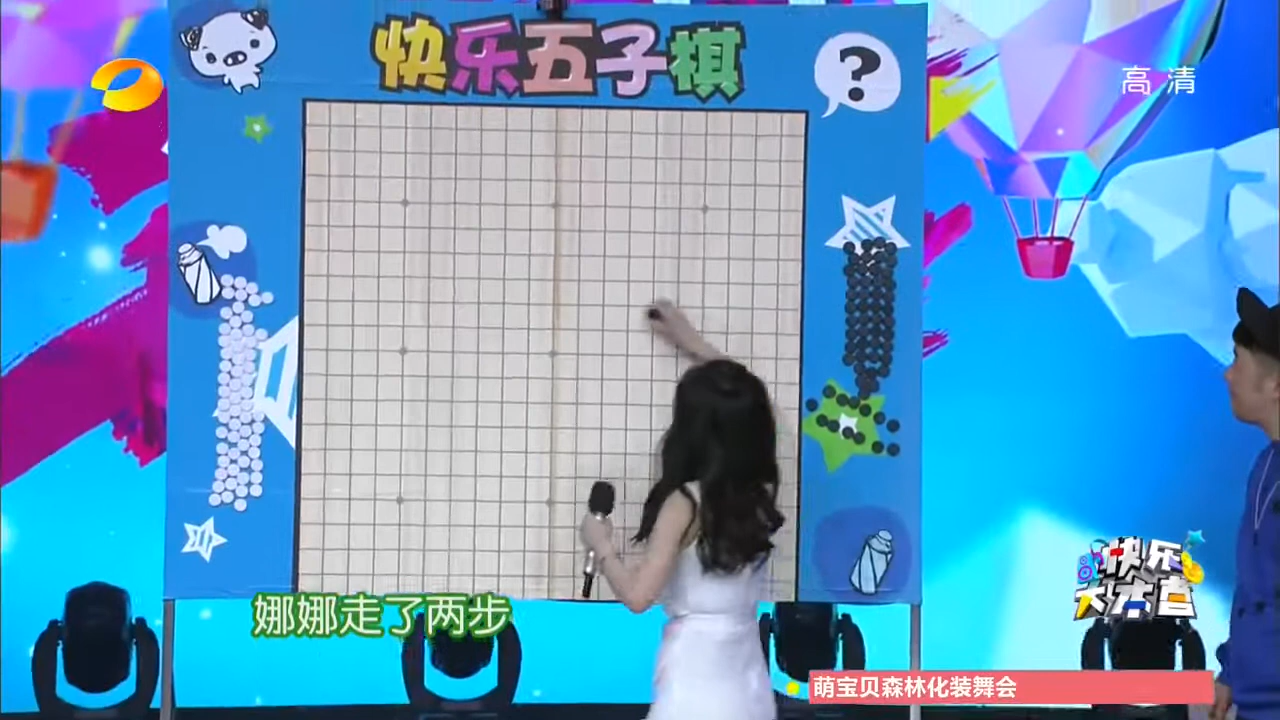 快乐五子棋
?
高清
娜娜走了两步
快乐
大本营
萌宝贝森林化装舞会